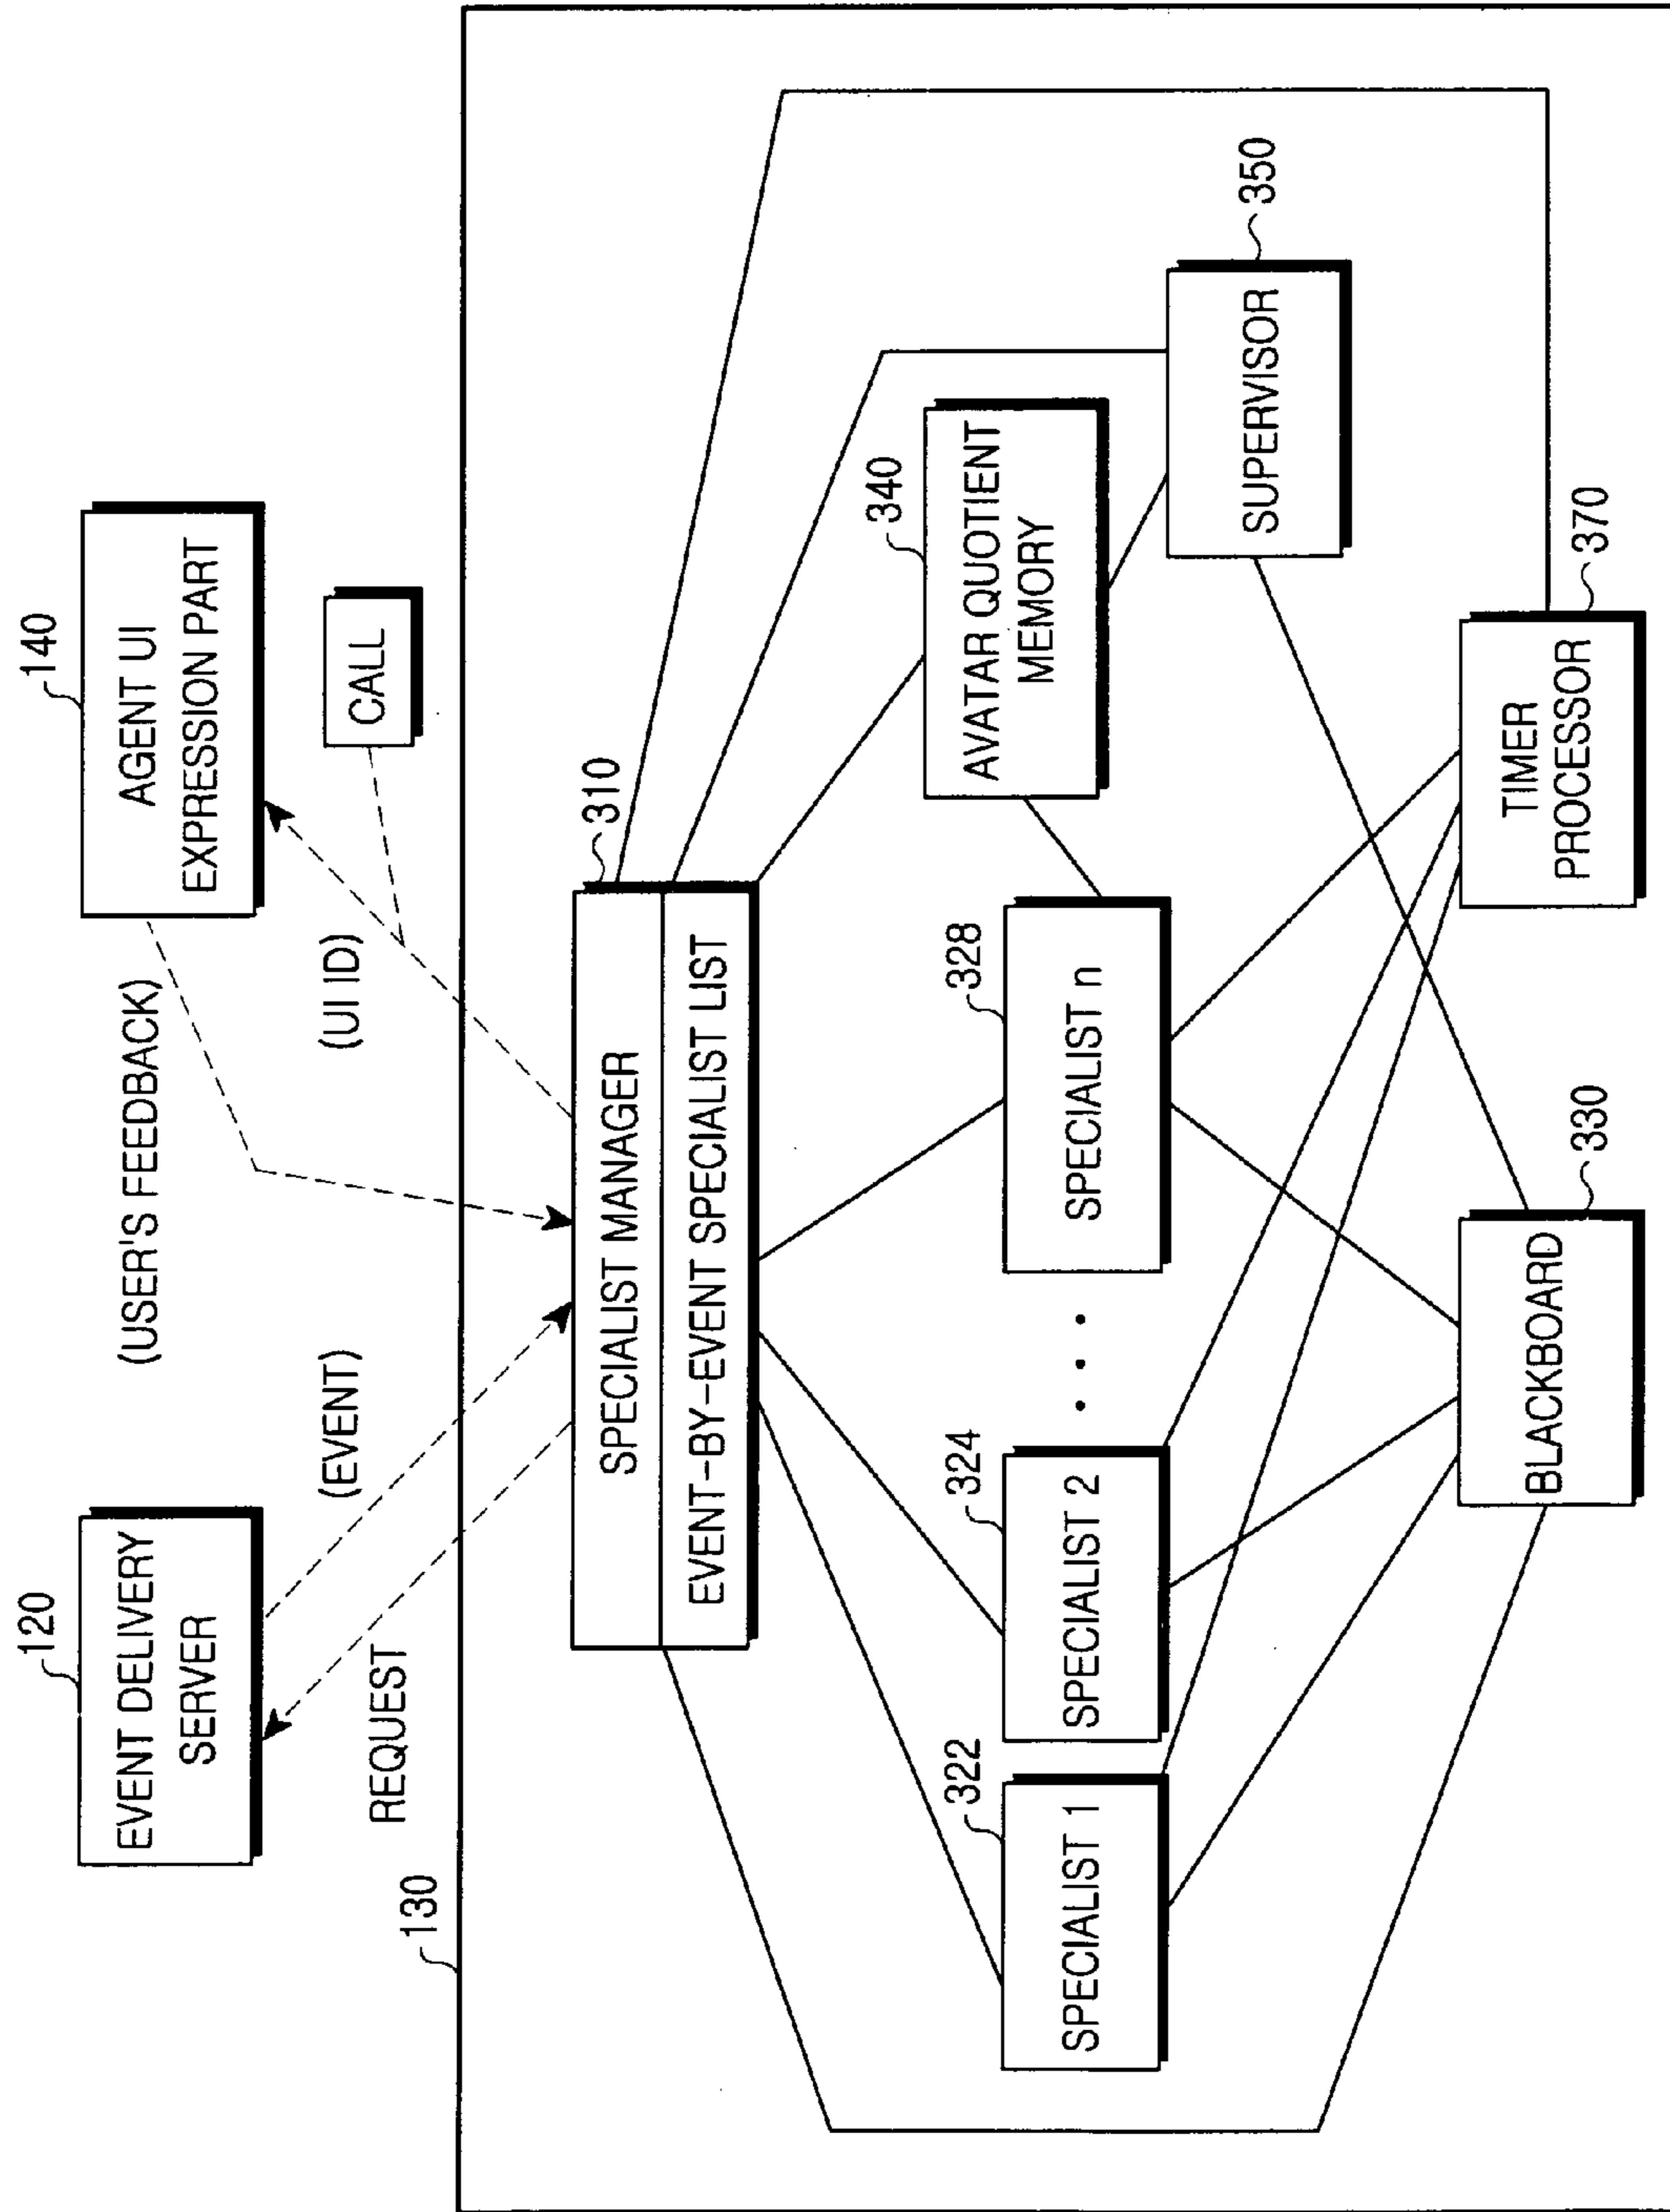 120
EVENT DELIVERY
SERVER
140
AGENT UI
EXPRESSION PART
(USER'S FEEDBACK)
CALL
(EVENT)
(UI ID)
REQUEST
130
310
SPECIALIST MANAGER
EVENT-BY-EVENT SPECIALIST LIST
340
AVATAR QUOTIENT
MEMORY
322
SPECIALIST 1
324
SPECIALIST 2
. . .
328
SPECIALIST n
350
SUPERVISOR
330
BLACKBOARD
370
TIMER
PROCESSOR